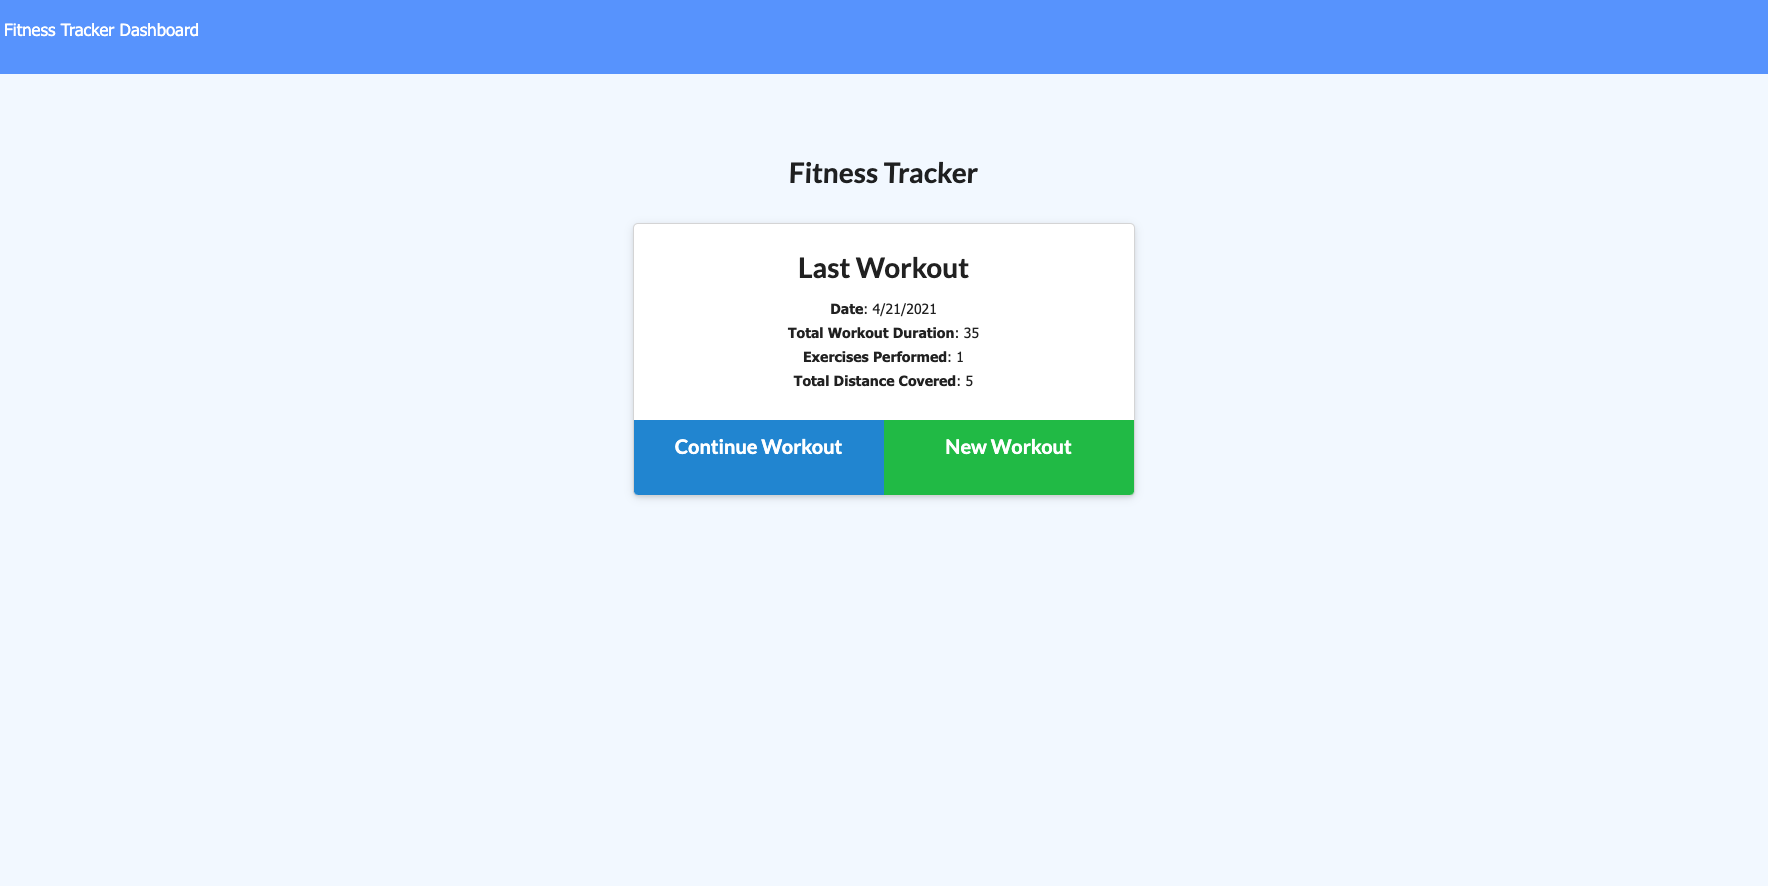 Fitness Tracker Dashboard
Fitness Tracker
Last Workout
Date: 4/21/2021
Total Workout Duration: 35
Exercises Performed: 1
Total Distance Covered: 5
Continue Workout New Workout